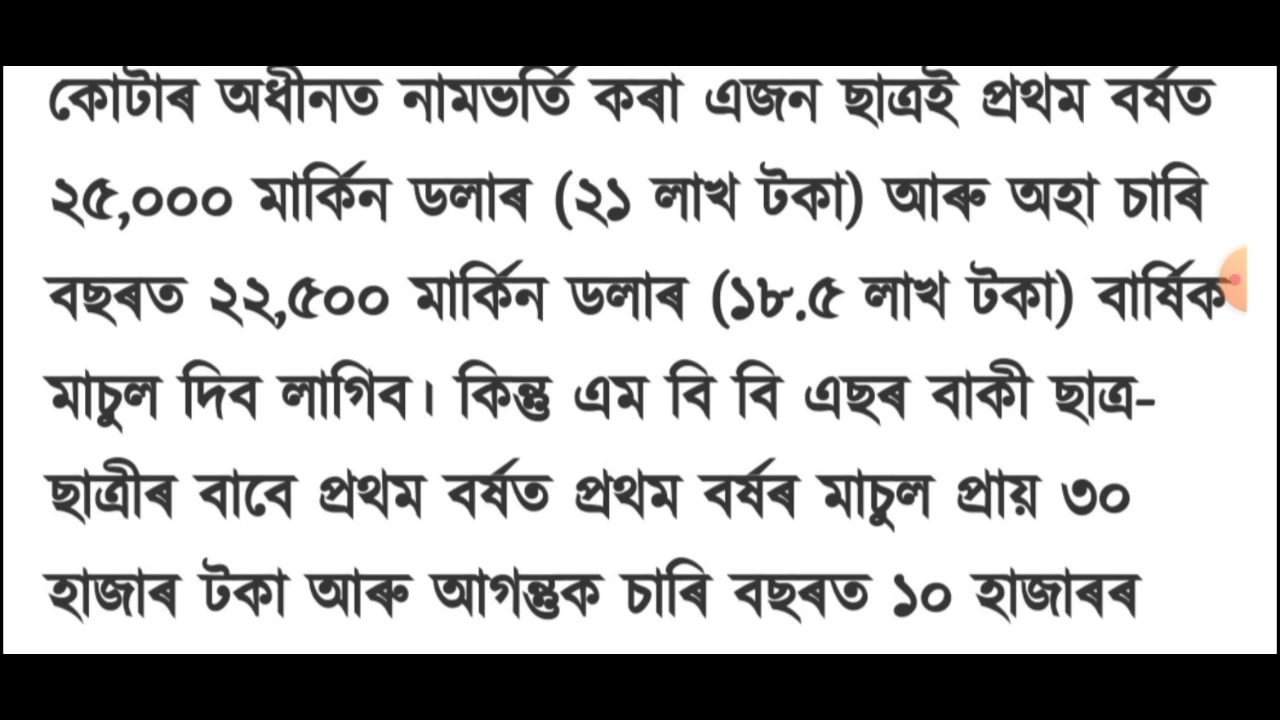 কোটাৰ অধীনত নামভৰ্তি কৰা এজন ছাত্ৰই প্ৰথম বৰ্ষত
২৫,০০০ মাৰ্কিন ডলাৰ (২১ লাখ টকা) আৰু অহা চাৰি
বছৰত ২২,৫০০ মাৰ্কিন ডলাৰ (১৮.৫ লাখ টকা) বাৰ্ষিক
মাচুল দিব লাগিব। কিন্তু এম বি বি এছৰ বাকী ছাত্ৰ-
ছাত্ৰীৰ বাবে প্ৰথম বৰ্ষত প্ৰথম বৰ্ষৰ মাচুল প্ৰায় ৩০
হাজাৰ টকা আৰু আগন্তুক চাৰি বছৰত ১০ হাজাৰৰ